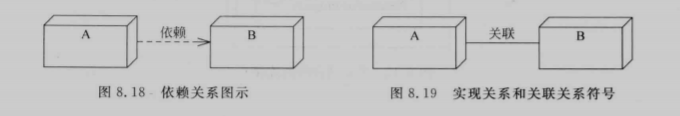 A 依赖 B
A 关联 B
图 8.18 依赖关系图示
图 8.19 实现关系和关联关系符号